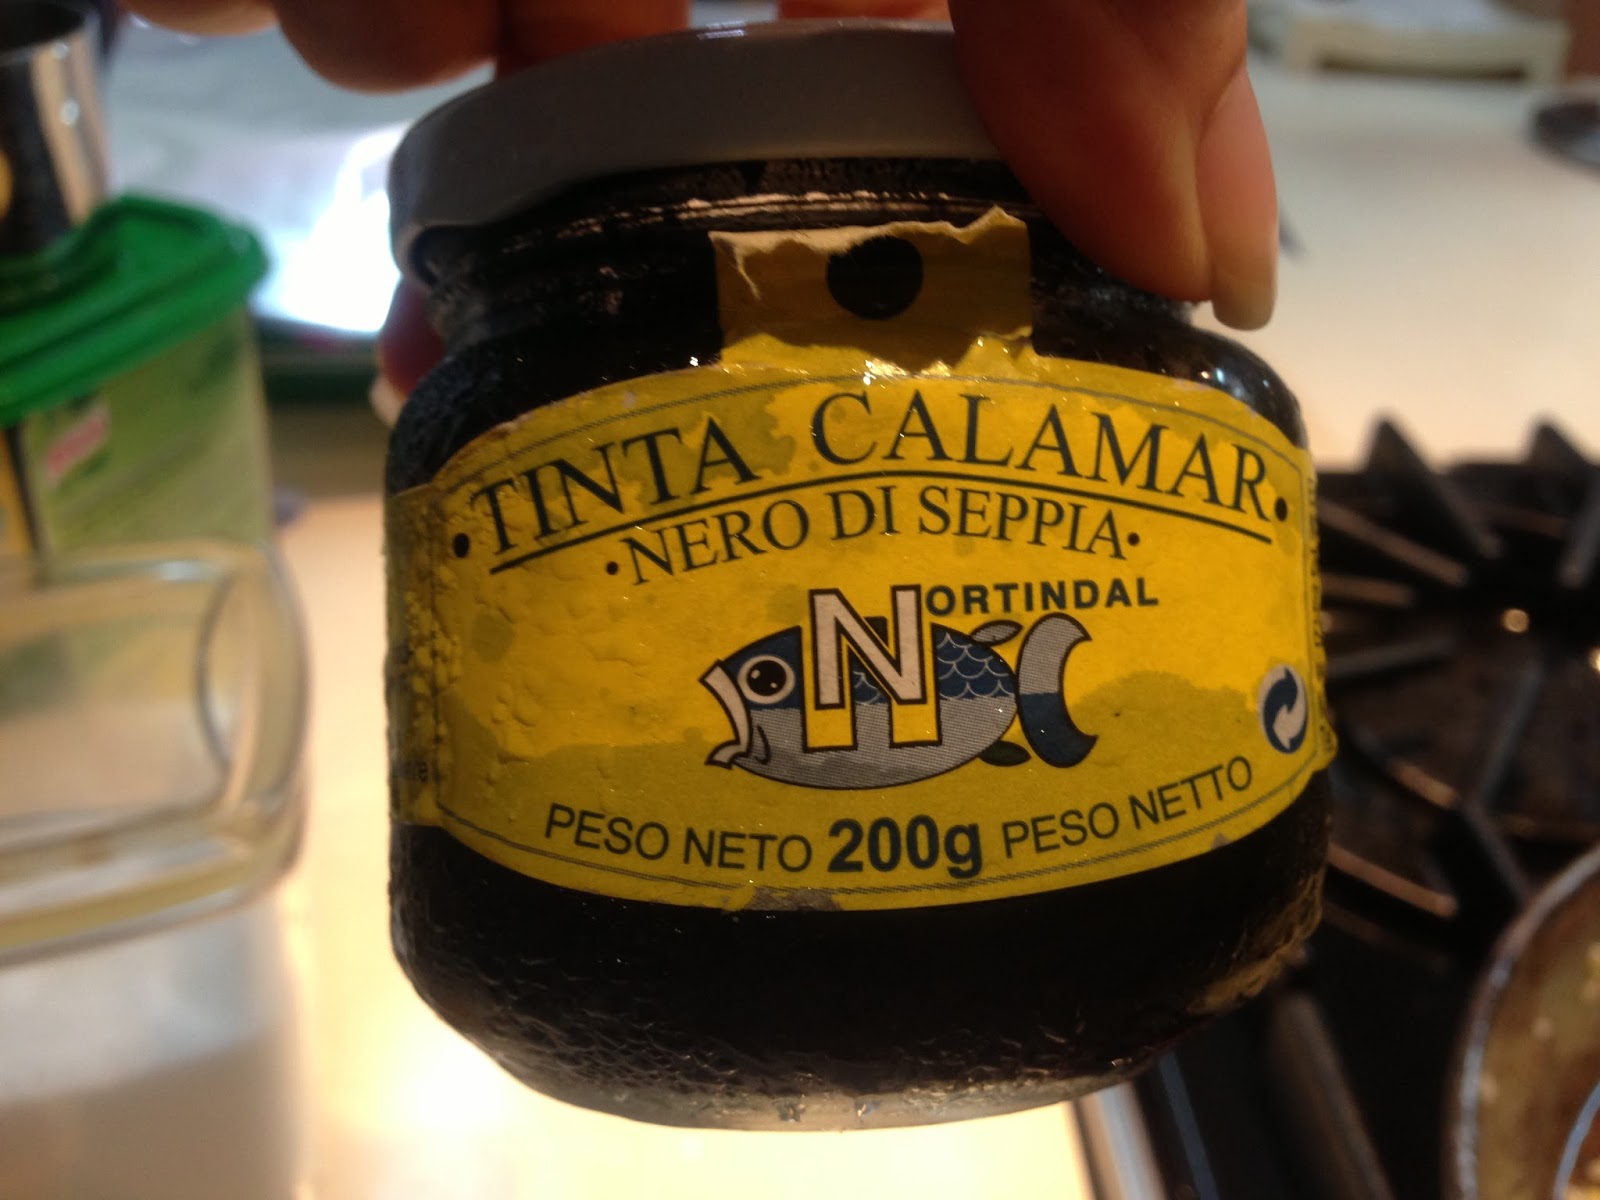 ·TINTA CALAMAR·
·NERO DI SEPPIA·
NORTINDAL
PESO NETO 200g PESO NETTO